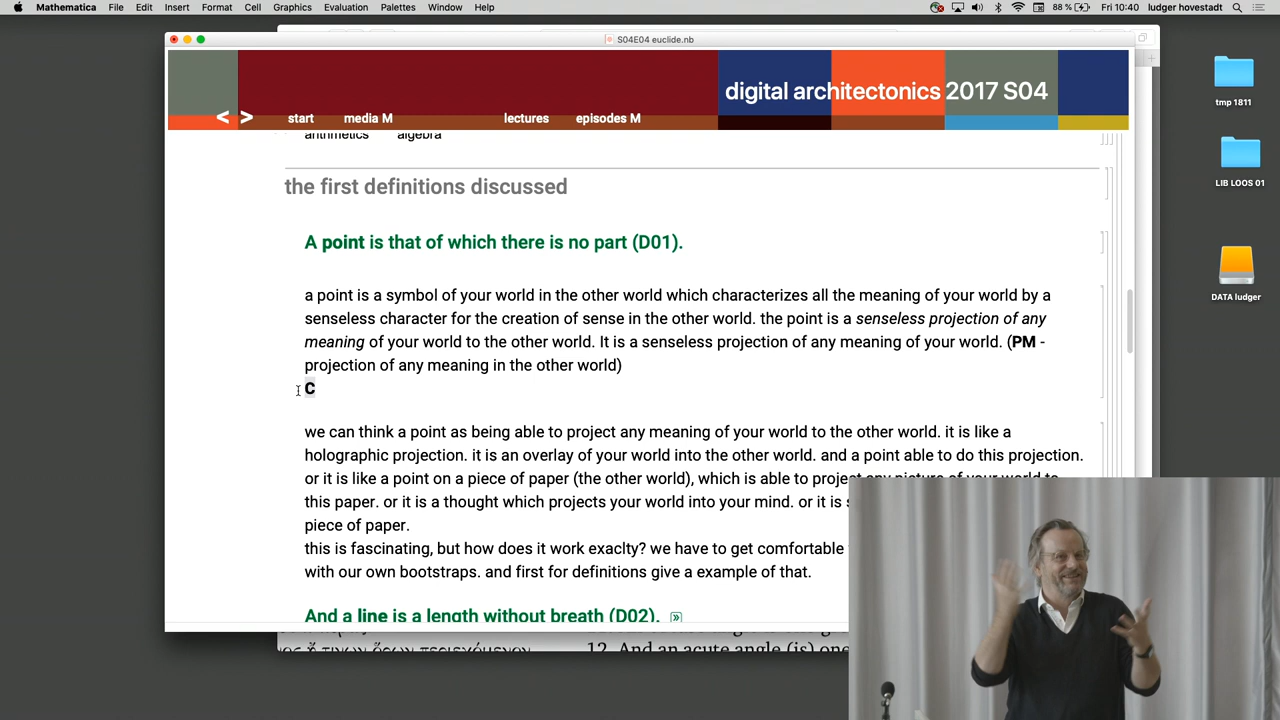 Mathematica File Edit Insert Format Cell Graphics Evaluation Palettes Window Help 88 % Fri 10:40 ludger hovestadt
S04E04 euclide.nb
digital architectonics 2017 S04
< > start media M lectures episodes M
arithmetics algebra
the first definitions discussed
A point is that of which there is no part (D01).
a point is a symbol of your world in the other world which characterizes all the meaning of your world by a
senseless character for the creation of sense in the other world. the point is a senseless projection of any
meaning of your world to the other world. It is a senseless projection of any meaning of your world. (PM -
projection of any meaning in the other world)
C
we can think a point as being able to project any meaning of your world to the other world. it is like a
holographic projection. it is an overlay of your world into the other world. and a point able to do this projection.
or it is like a point on a piece of paper (the other world), which is able to project any picture of your world to
this paper. or it is a thought which projects your world into your mind. or it is
piece of paper.
this is fascinating, but how does it work exaclty? we have to get comfortable
with our own bootstraps. and first for definitions give a example of that.
And a line is a length without breath (D02). »
12. And an acute angle (is) one
tmp 1811
LIB LOOS 01
DATA ludger